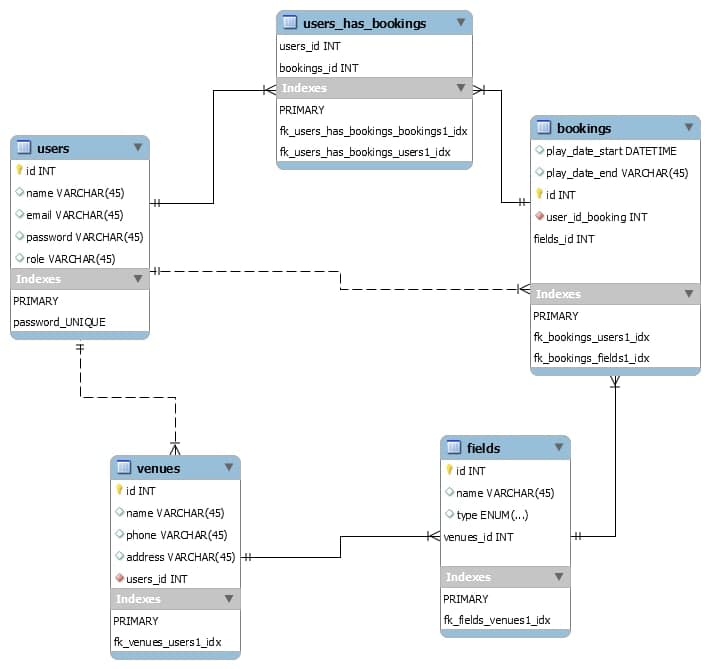 users_has_bookings
users_id INT
bookings_id INT
Indexes
PRIMARY
fk_users_has_bookings_bookings1_idx
fk_users_has_bookings_users1_idx
users
id INT
name VARCHAR(45)
email VARCHAR(45)
password VARCHAR(45)
role VARCHAR(45)
Indexes
PRIMARY
password_UNIQUE
bookings
play_date_start DATETIME
play_date_end VARCHAR(45)
id INT
user_id_booking INT
fields_id INT
Indexes
PRIMARY
fk_bookings_users1_idx
fk_bookings_fields1_idx
venues
id INT
name VARCHAR(45)
phone VARCHAR(45)
address VARCHAR(45)
users_id INT
Indexes
PRIMARY
fk_venues_users1_idx
fields
id INT
name VARCHAR(45)
type ENUM(...)
venues_id INT
Indexes
PRIMARY
fk_fields_venues1_idx